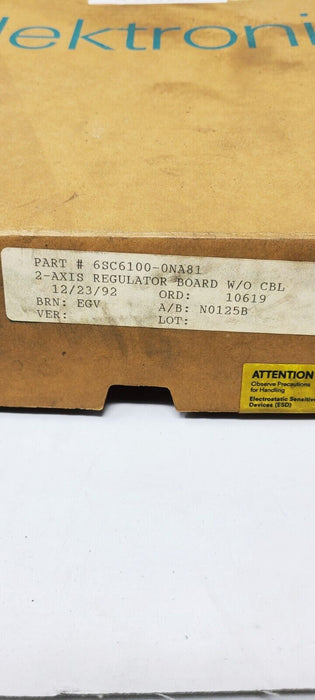 lektroni
PART # 6SC6100-0NA81
2-AXIS REGULATOR BOARD W/O CBL
12/23/92 ORD: 10619
BRN: EGV A/B: N0125B
VER: LOT:
ATTENTION
Observe Precautions
for Handling
Electrostatic Sensitive
Devices (ESD)